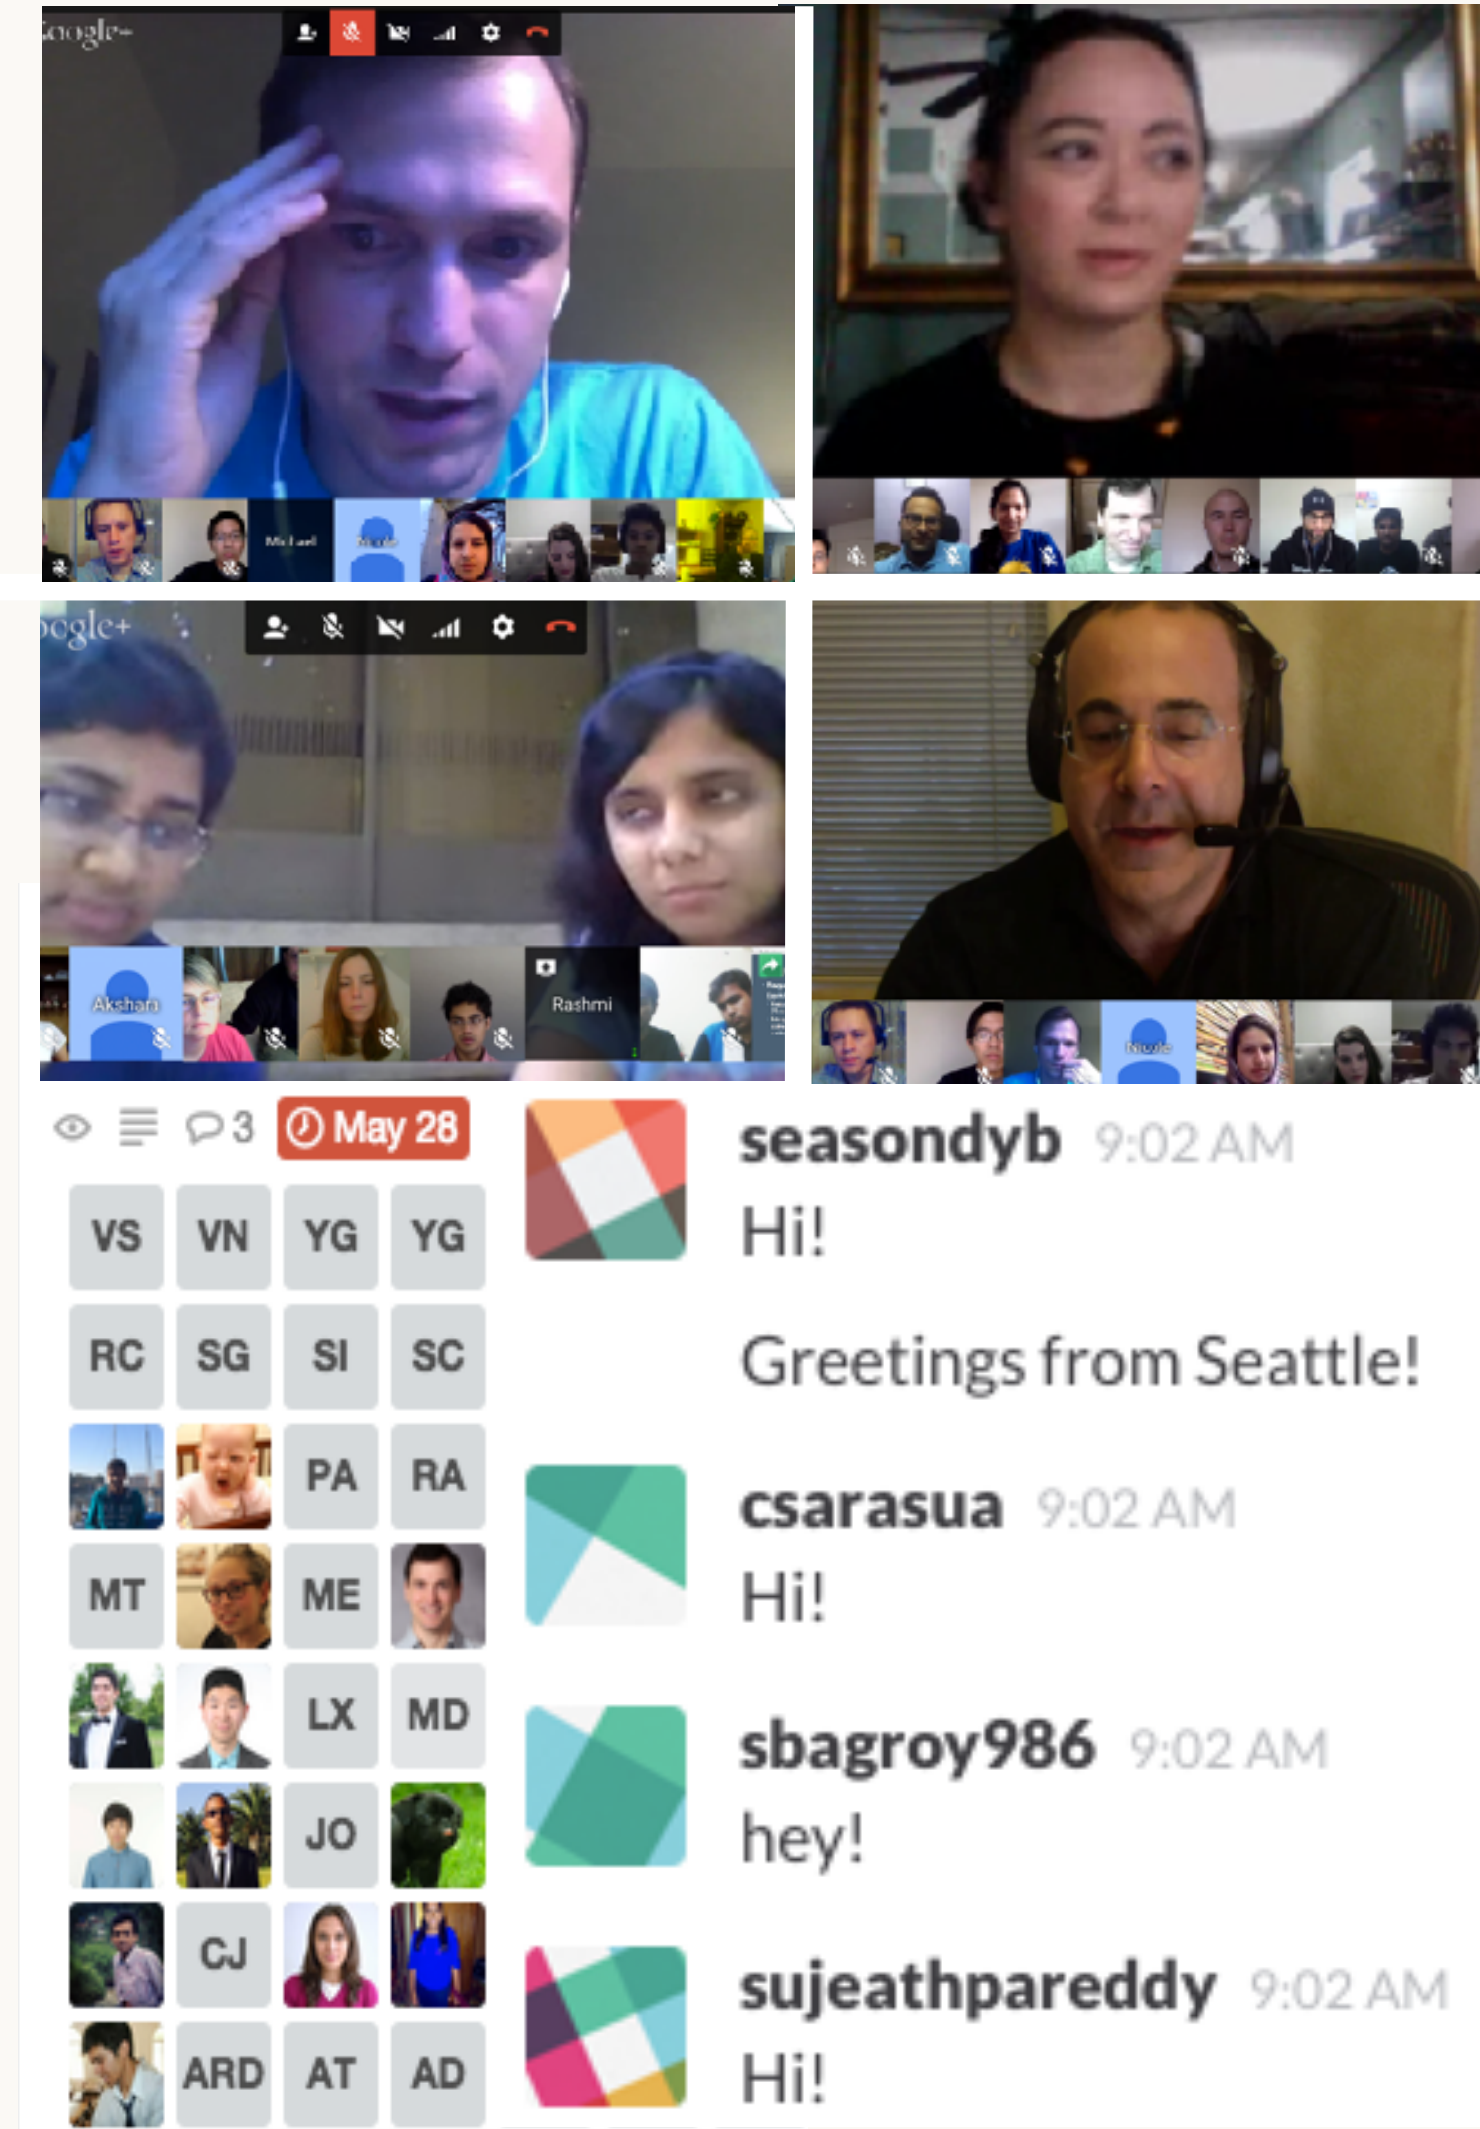 Google+
Michael
Nicole
oogle+
Akshara
Rashmi
Nicole
3
May 28
VS VN YG YG
RC SG SI SC
PA RA
MT ME
LX MD
JO
CJ
ARD AT AD
seasondyb 9:02 AM
Hi!
Greetings from Seattle!
csarasua 9:02 AM
Hi!
sbagroy986 9:02 AM
hey!
sujeathpareddy 9:02 AM
Hi!